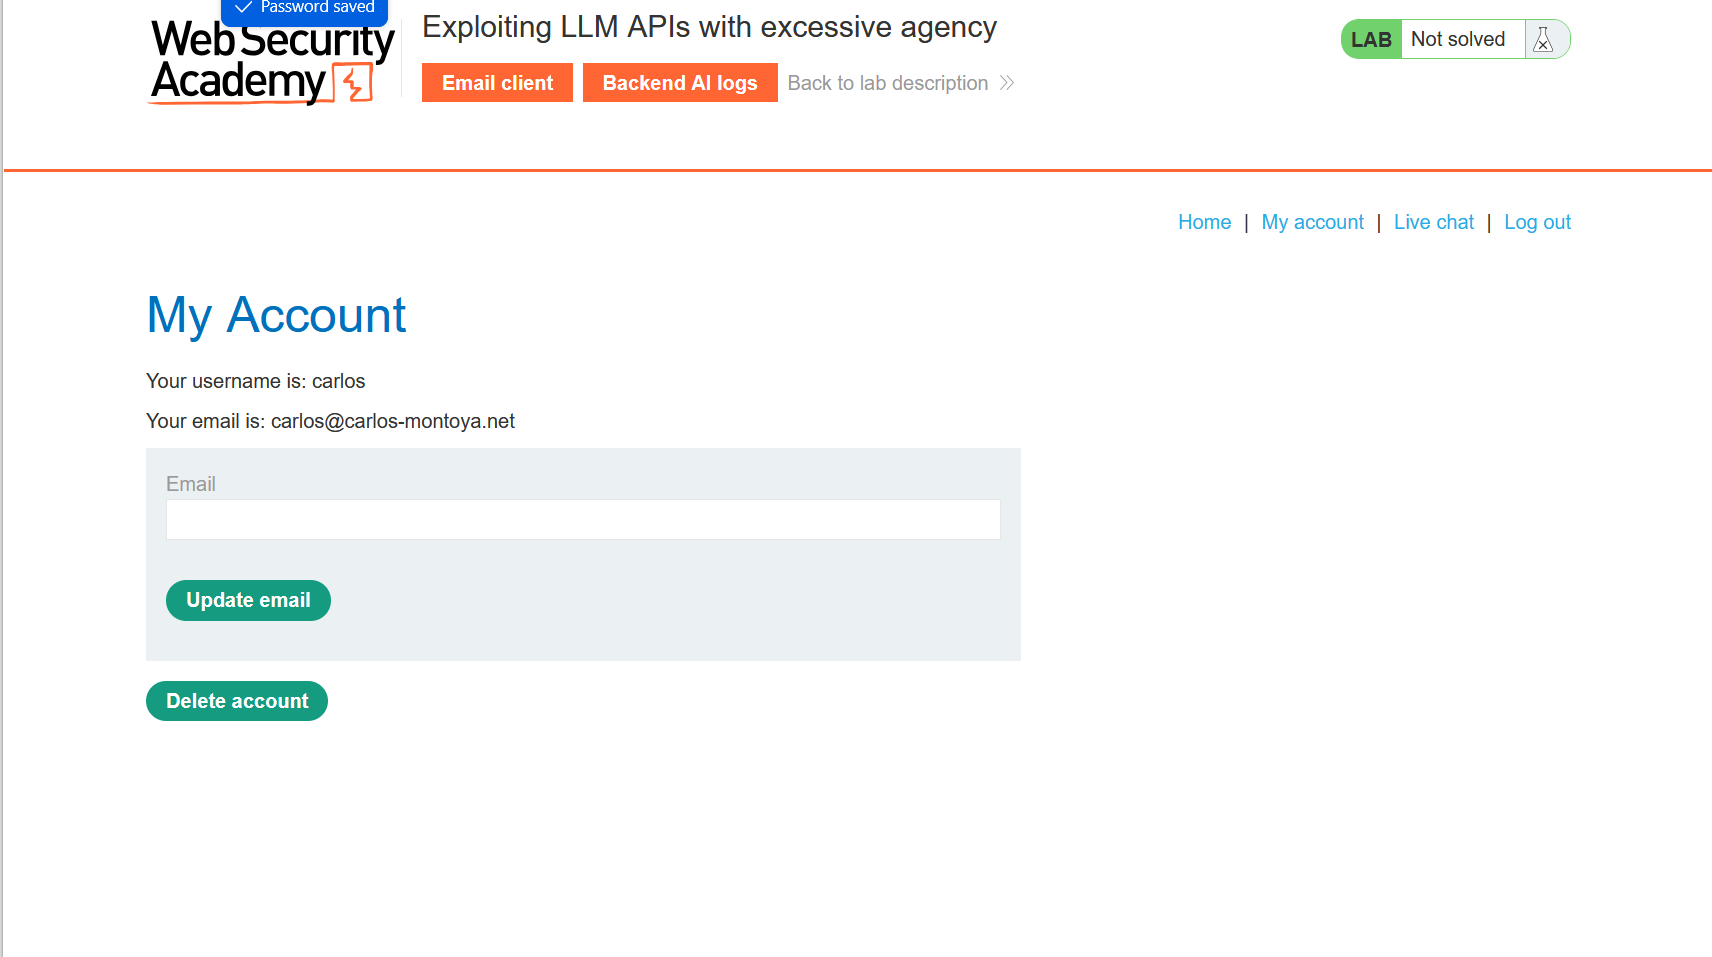 Password saved
WebSecurity
Academy
Exploiting LLM APIs with excessive agency
Email client
Backend AI logs
Back to lab description
LAB
Not solved
Home | My account | Live chat | Log out
My Account
Your username is: carlos
Your email is: carlos@carlos-montoya.net
Email
Update email
Delete account